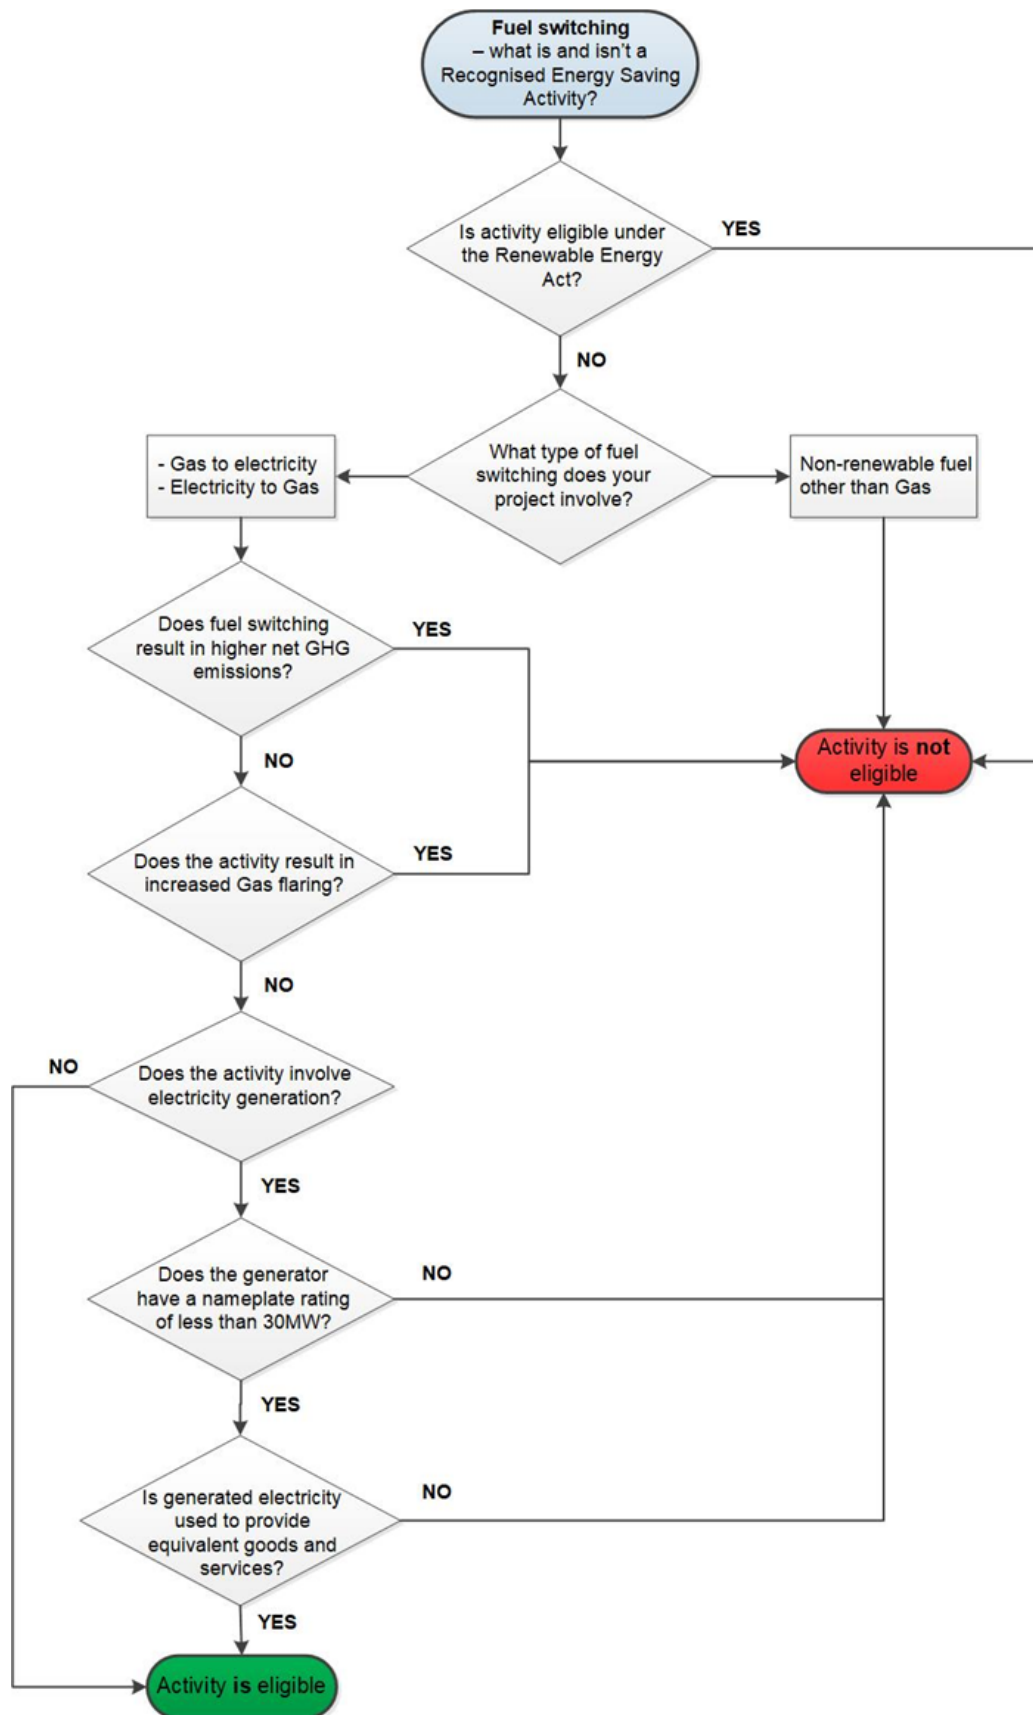 Fuel switching
– what is and isn't a
Recognised Energy Saving
Activity?
Is activity eligible under
the Renewable Energy
Act?
YES
NO
What type of fuel
switching does your
project involve?
- Gas to electricity
- Electricity to Gas
Non-renewable fuel
other than Gas
Does fuel switching
result in higher net GHG
emissions?
YES
NO
Activity is not
eligible
Does the activity result in
increased Gas flaring?
YES
NO
Does the activity involve
electricity generation?
NO
YES
Does the generator
have a nameplate rating
of less than 30MW?
NO
YES
Is generated electricity
used to provide
equivalent goods and
services?
NO
YES
Activity is eligible